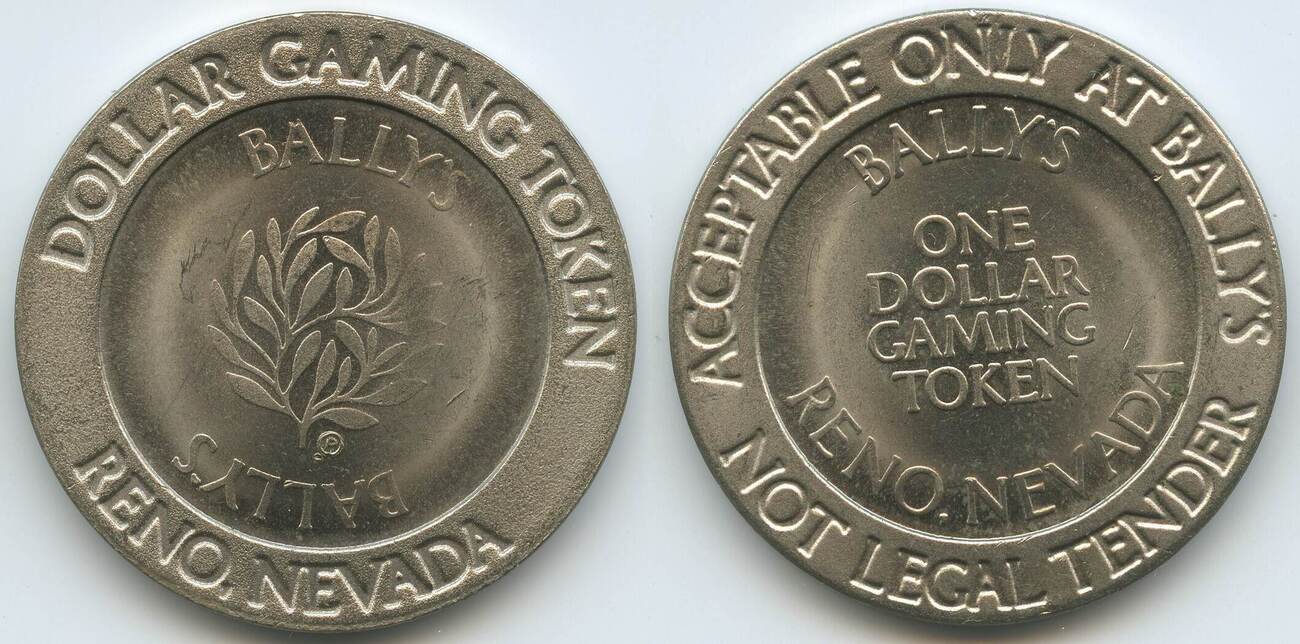 DOLLAR GAMING TOKEN
BALLY'S
BALLY'S
RENO, NEVADA
ACCEPTABLE ONLY AT BALLY'S
BALLY'S
ONE
DOLLAR
GAMING
TOKEN
RENO, NEVADA
NOT LEGAL TENDER